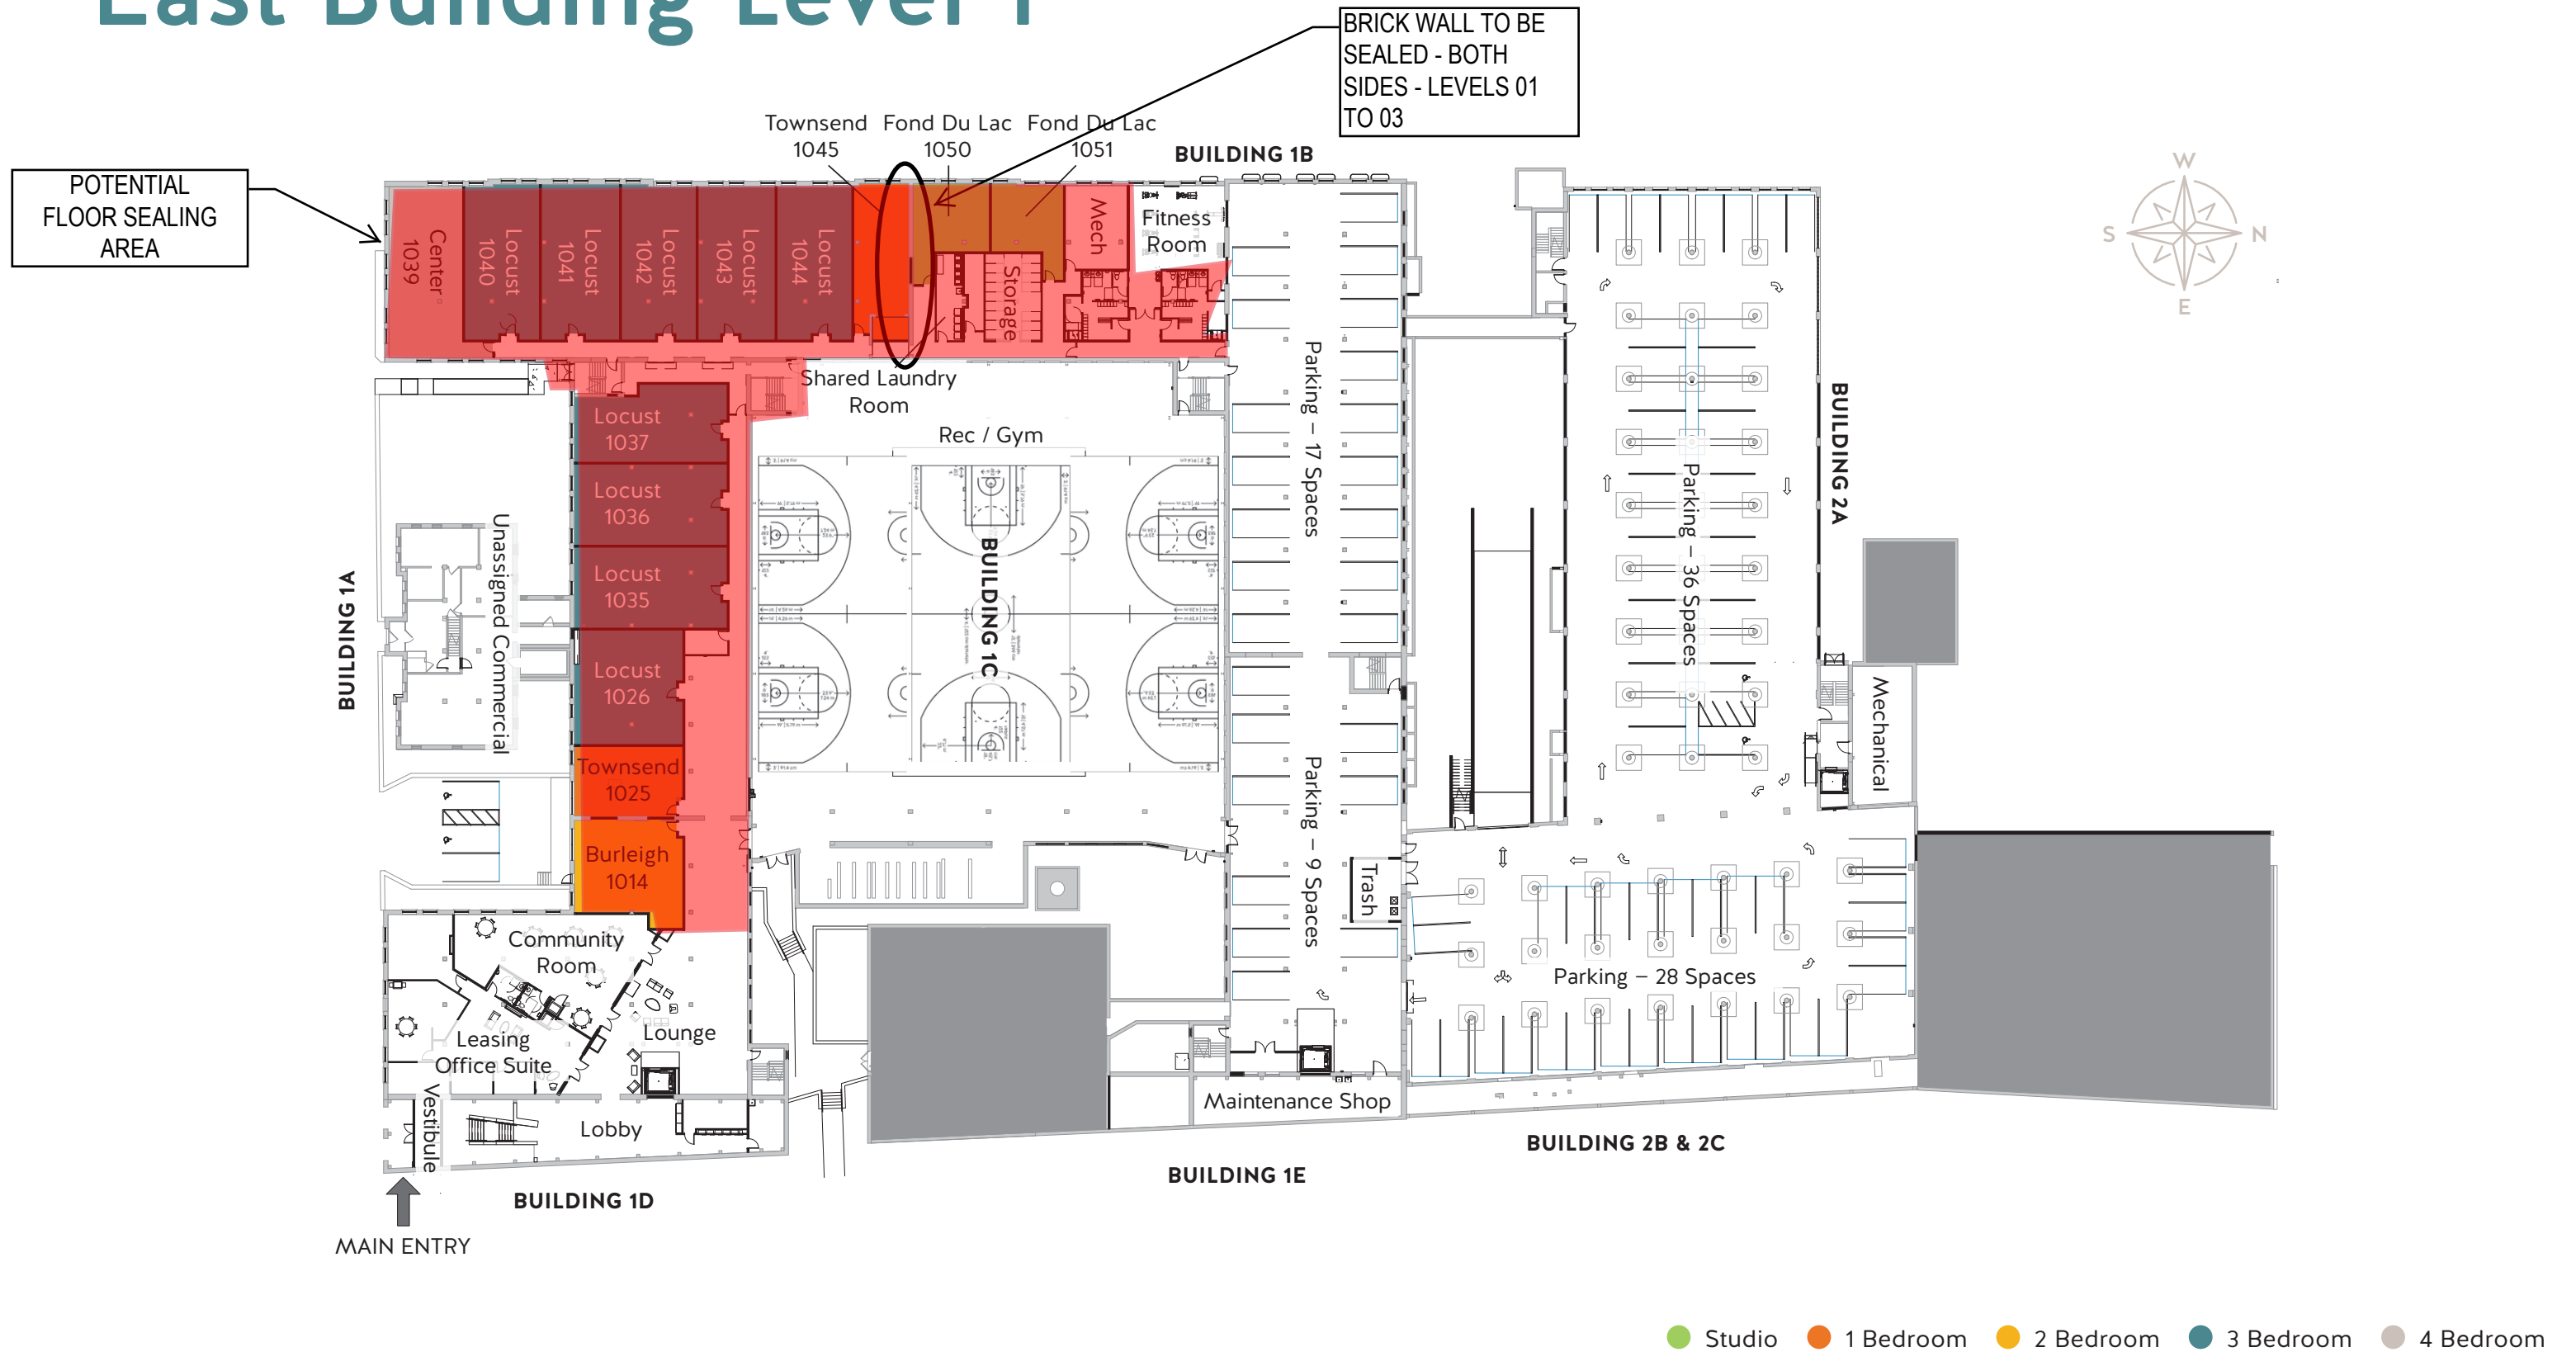 East Building Level 1
BRICK WALL TO BE
SEALED - BOTH
SIDES - LEVELS 01
TO 03
POTENTIAL
FLOOR SEALING
AREA
Townsend
1045
Fond Du Lac
1050
Fond Du Lac
1051
BUILDING 1B
W
S
N
E
Center
1039
Locust
1040
Locust
1041
Locust
1042
Locust
1043
Locust
1044
Mech
Fitness
Room
Storage
Shared Laundry
Room
Locust
1037
Locust
1036
Locust
1035
Locust
1026
Townsend
1025
Burleigh
1014
Rec / Gym
BUILDING 1C
Unassigned Commercial
BUILDING 1A
Parking – 17 Spaces
Parking – 9 Spaces
Trash
Parking – 36 Spaces
BUILDING 2A
Mechanical
Parking – 28 Spaces
Community
Room
Leasing
Office Suite
Lounge
Vestibule
Lobby
Maintenance Shop
BUILDING 2B & 2C
BUILDING 1E
BUILDING 1D
MAIN ENTRY
Studio
1 Bedroom
2 Bedroom
3 Bedroom
4 Bedroom